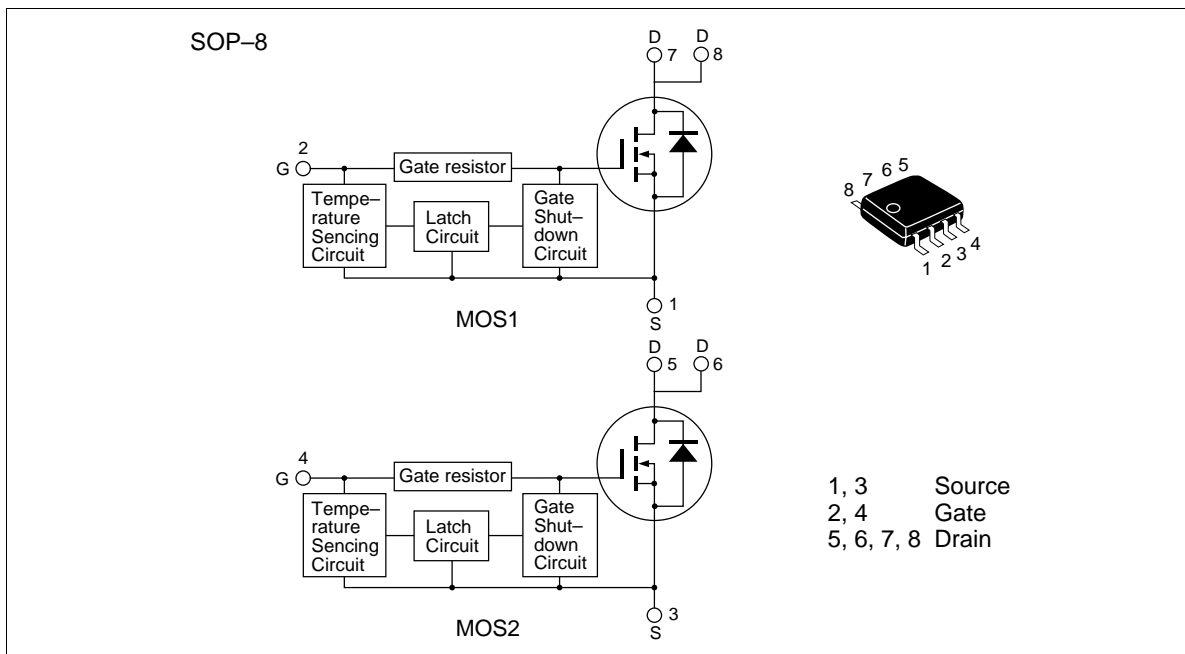 SOP–8
D D
7 8
2
G
Gate resistor
Tempe–
rature
Sencing
Circuit
Latch
Circuit
Gate
Shut–
down
Circuit
1
S
MOS1
8 7 6 5
1 2 3 4
D D
5 6
4
G
Gate resistor
Tempe–
rature
Sencing
Circuit
Latch
Circuit
Gate
Shut–
down
Circuit
3
S
MOS2
1, 3 Source
2, 4 Gate
5, 6, 7, 8 Drain